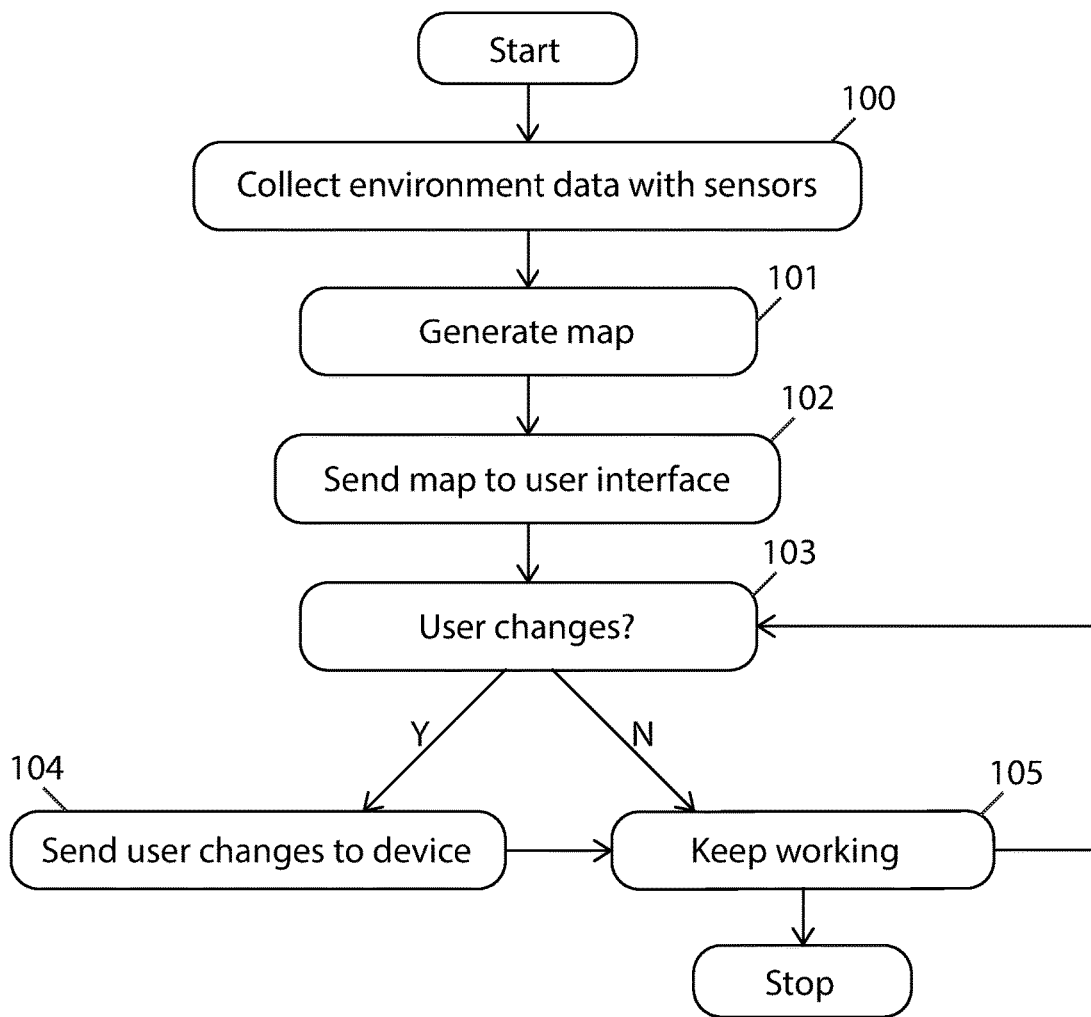 Start
100
Collect environment data with sensors
101
Generate map
102
Send map to user interface
103
User changes?
Y
N
104
105
Send user changes to device
Keep working
Stop